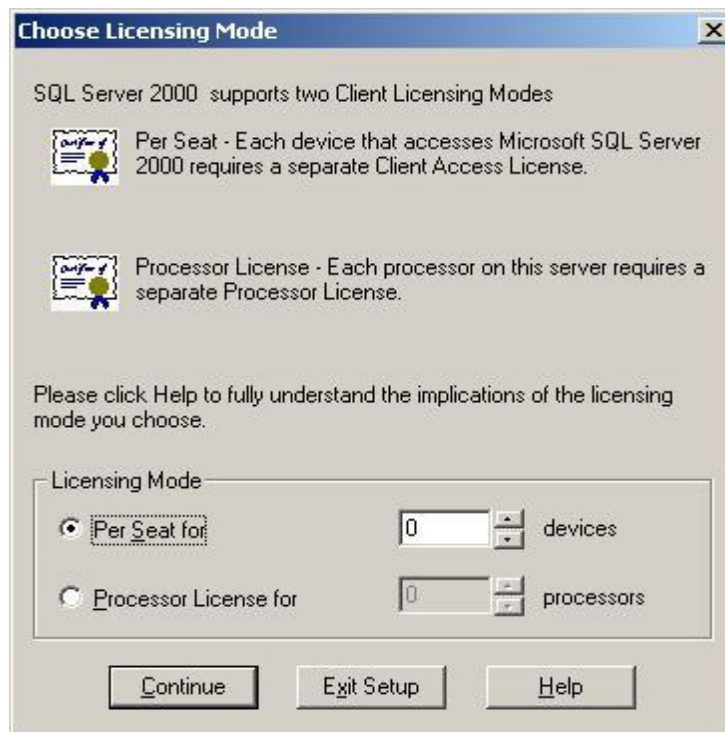 Choose Licensing Mode
SQL Server 2000 supports two Client Licensing Modes
Per Seat - Each device that accesses Microsoft SQL Server
2000 requires a separate Client Access License.
Processor License - Each processor on this server requires a
separate Processor License.
Please click Help to fully understand the implications of the licensing
mode you choose.
Licensing Mode
Per Seat for 0 devices
Processor License for 0 processors
Continue Exit Setup Help